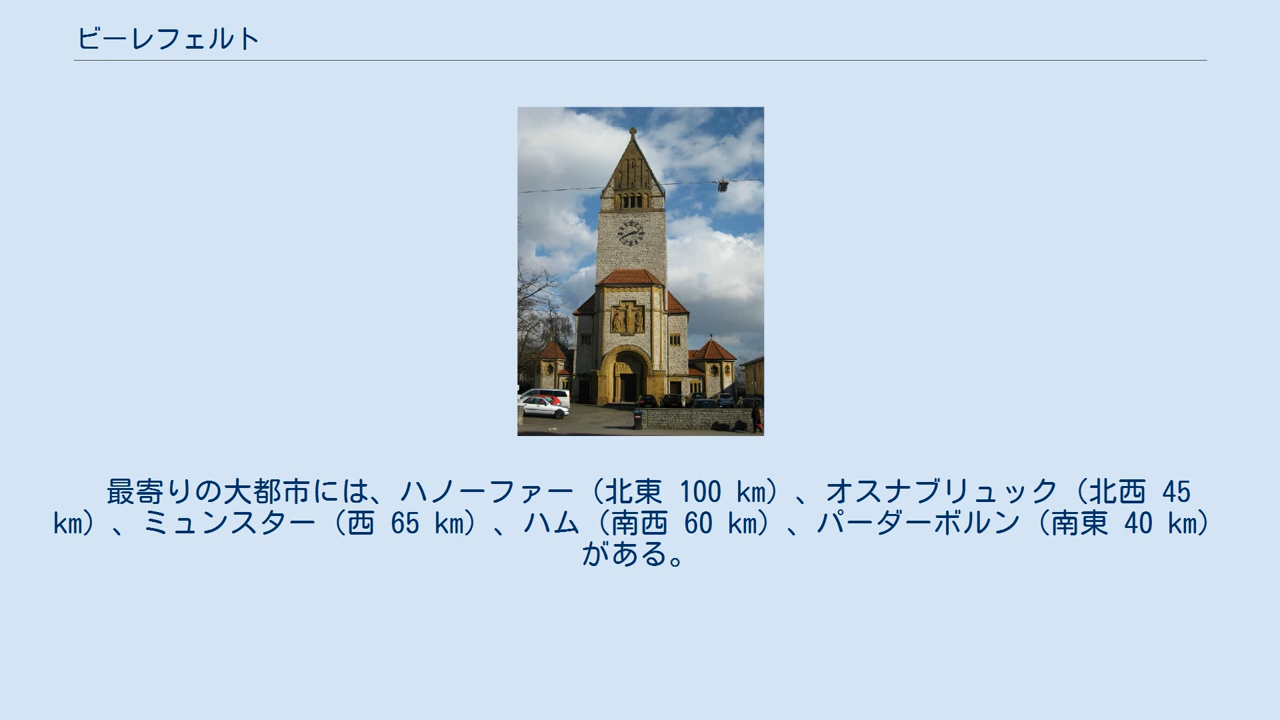 ビーレフェルト
最寄りの大都市には、ハノーファー（北東 100 km）、オスナブリュック（北西 45
km）、ミュンスター（西 65 km）、ハム（南西 60 km）、パーダーボルン（南東 40 km）
がある。